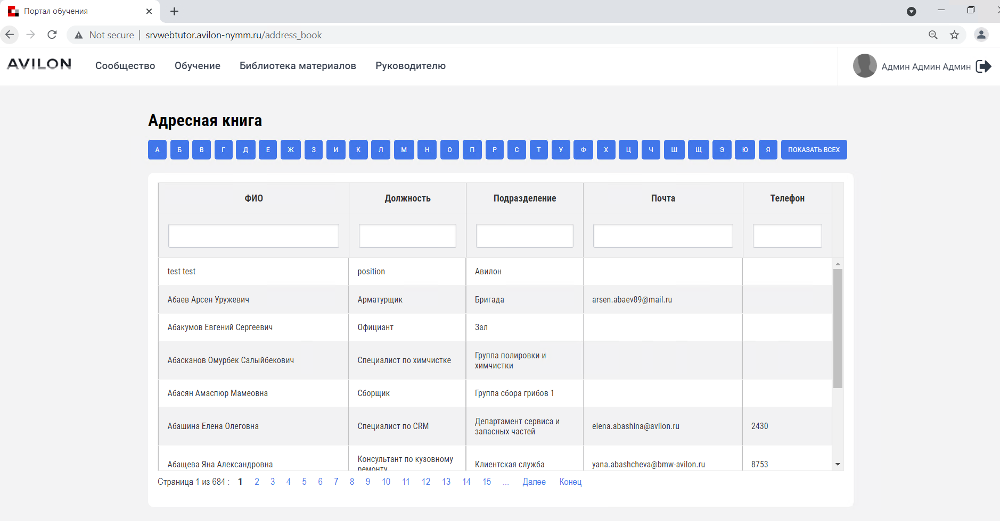 Портал обучения
Not secure | srvwebtutor.avilon-nymm.ru/address_book
AVILON
Сообщество Обучение Библиотека материалов Руководителю
Админ Админ Админ
Адресная книга
А Б В Г Д Е Ж З И К Л М Н О П Р С Т У Ф Х Ц Ч Ш Щ Э Ю Я ПОКАЗАТЬ ВСЕХ
ФИО Должность Подразделение Почта Телефон
test test position Авилон
Абаев Арсен Уружевич Арматурщик Бригада arsen.abaev89@mail.ru
Абакумов Евгений Сергеевич Официант Зал
Абасканов Омурбек Салыйбекович Специалист по химчистке Группа полировки и
химчистки
Абасян Амаспюр Мамеовна Сборщик Группа сбора грибов 1
Абашина Елена Олеговна Специалист по CRM Департамент сервиса и
запасных частей elena.abashina@avilon.ru 2430
Абащева Яна Александровна Консультант по кузовному
ремонту Клиентская служба yana.abashcheva@bmw-avilon.ru 8753
Страница 1 из 684 : 1 2 3 4 5 6 7 8 9 10 11 12 13 14 15 ... Далее Конец